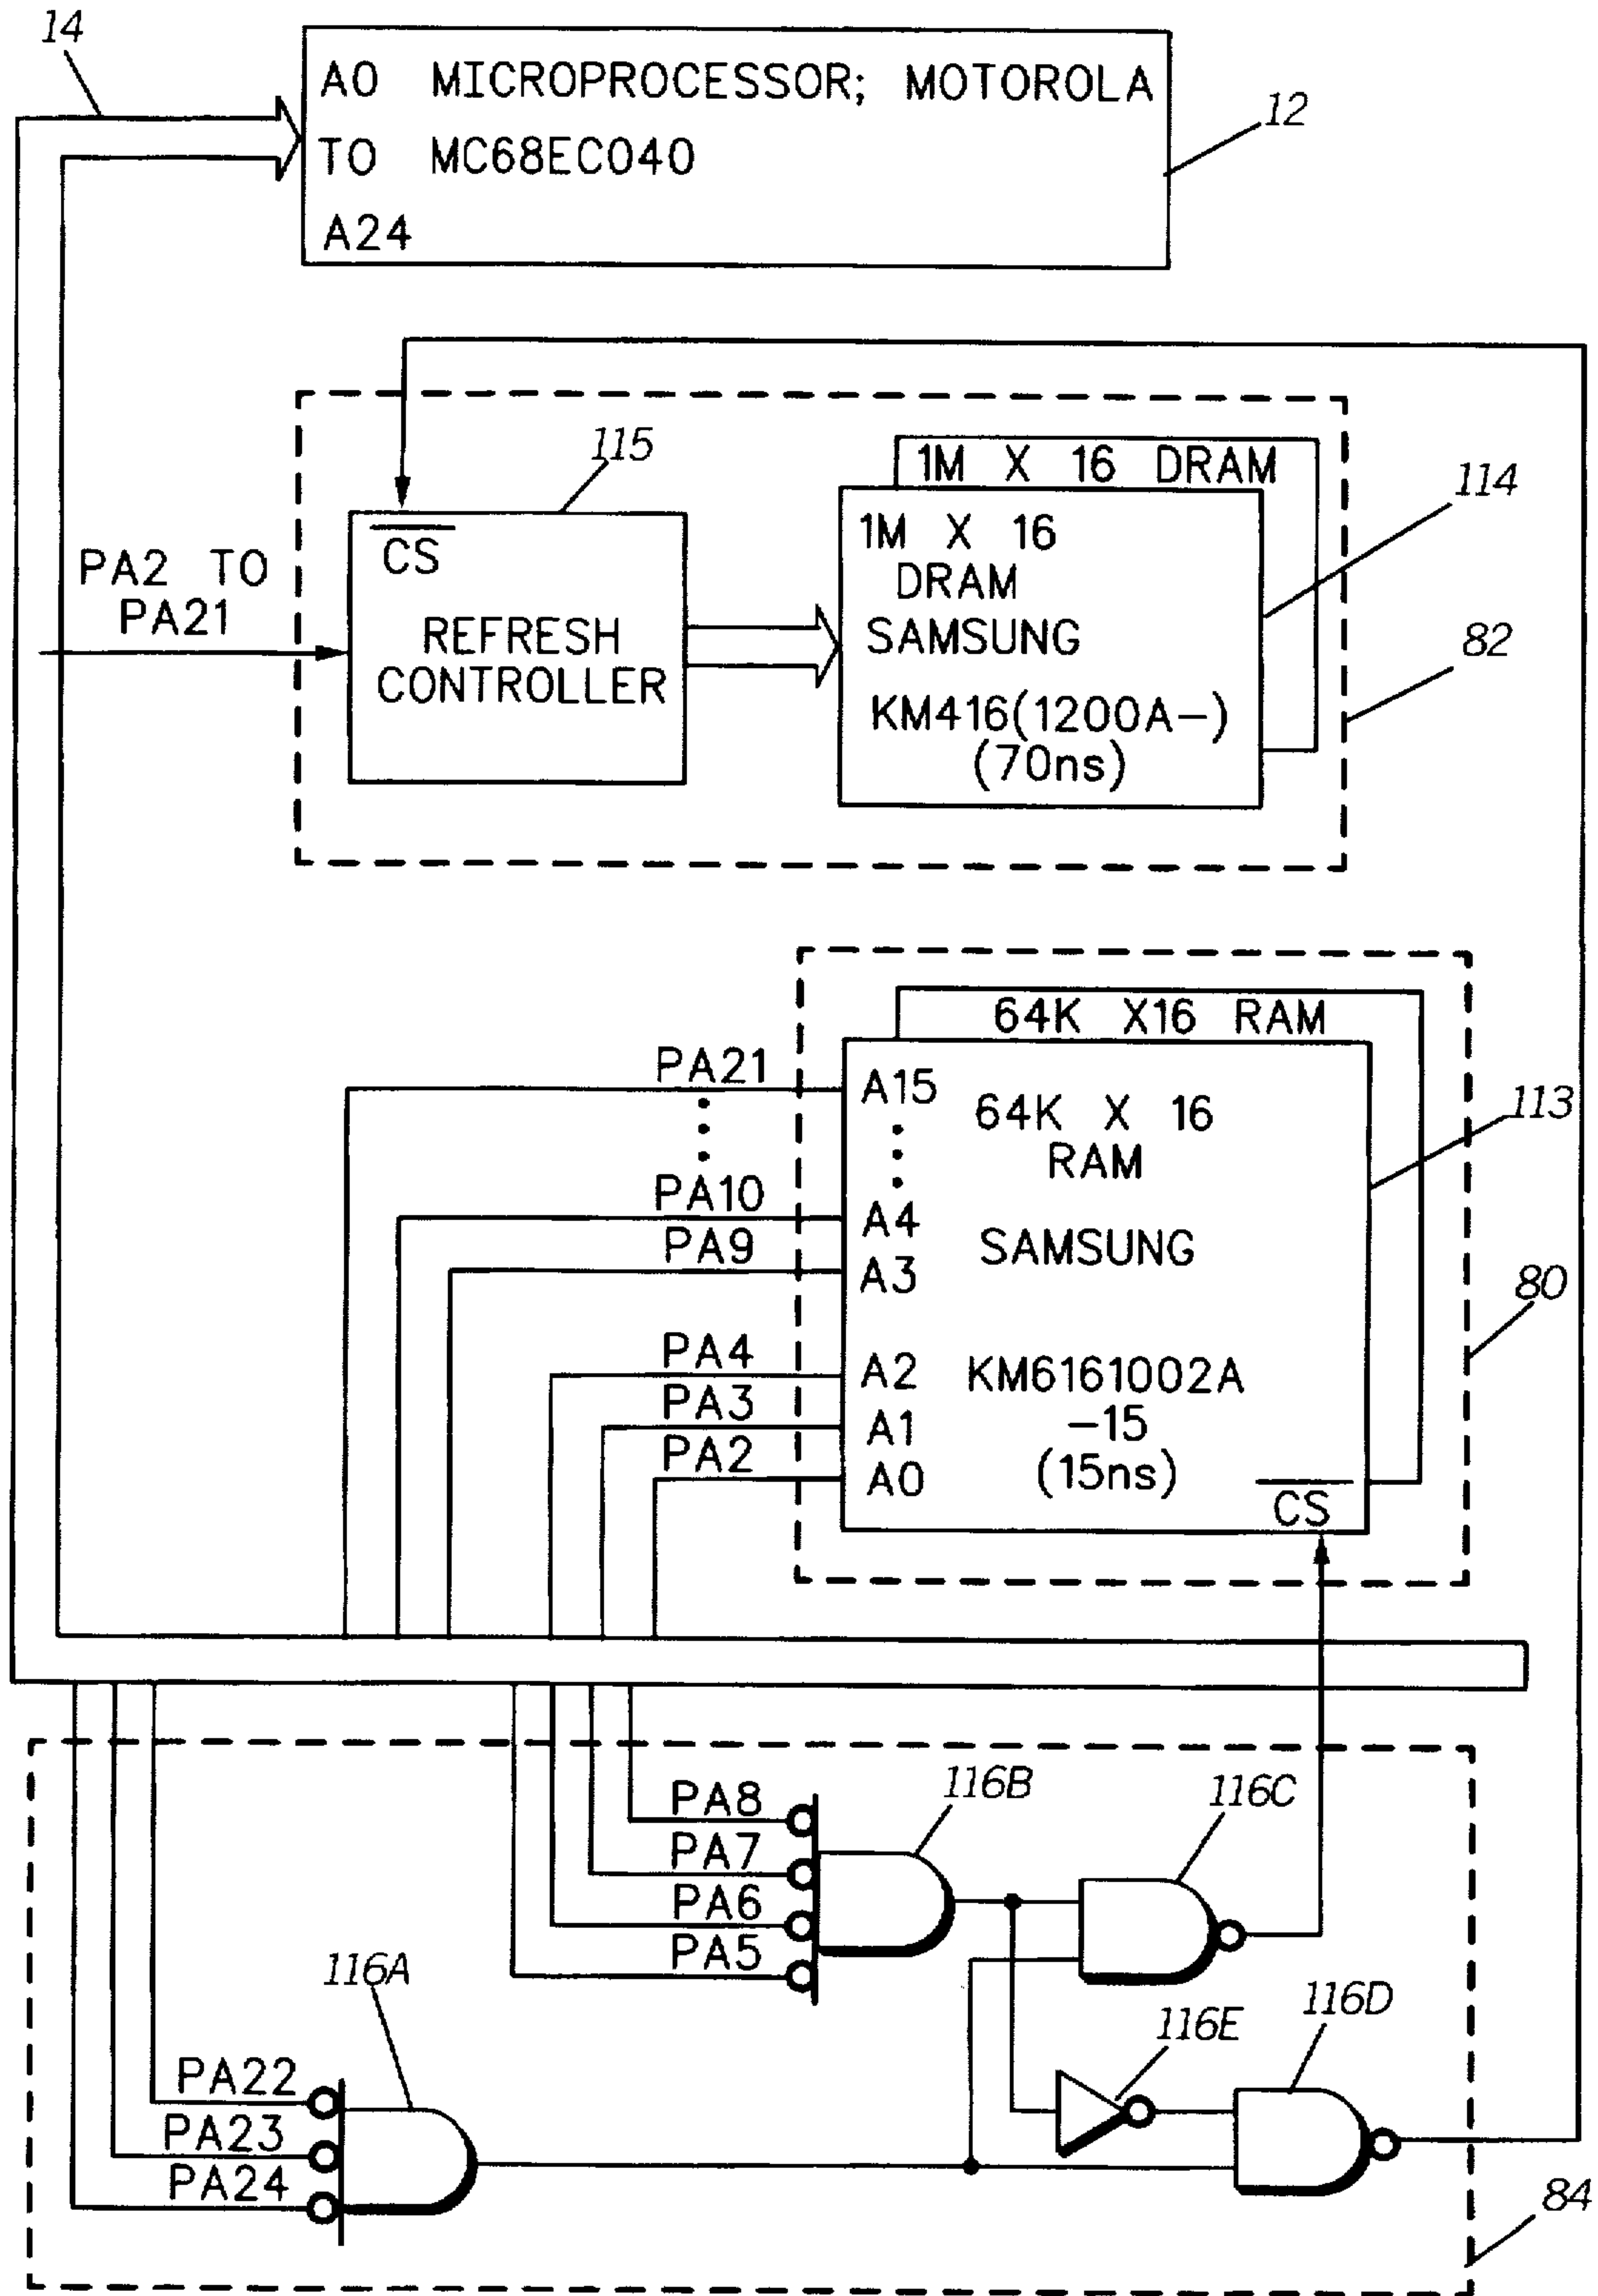 14
A0 MICROPROCESSOR; MOTOROLA
TO MC68EC040
A24
12
115
1M X 16 DRAM
114
CS
1M X 16
DRAM
SAMSUNG
KM416(1200A-)
(70ns)
PA2 TO
PA21
REFRESH
CONTROLLER
82
64K X16 RAM
PA21
A15
64K X 16
RAM
113
PA10
A4
PA9
A3
SAMSUNG
80
PA4
A2
KM6161002A
-15
(15ns)
PA3
A1
PA2
A0
CS
116B
116C
PA8
PA7
PA6
PA5
116A
116E
116D
PA22
PA23
PA24
84